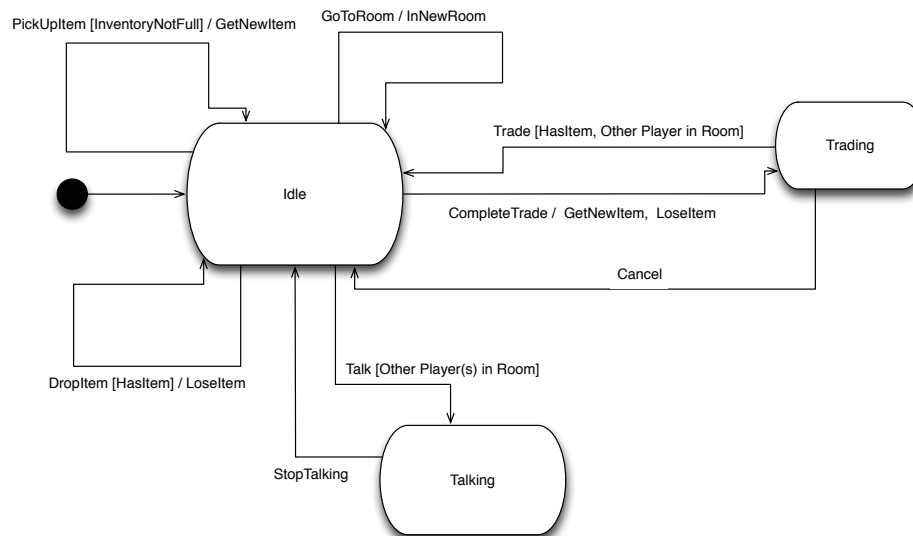 PickUpItem [InventoryNotFull] / GetNewItem
GoToRoom / InNewRoom
Trade [HasItem, Other Player in Room]
Trading
Idle
CompleteTrade / GetNewItem, LoseItem
Cancel
Talk [Other Player(s) in Room]
DropItem [HasItem] / LoseItem
StopTalking
Talking